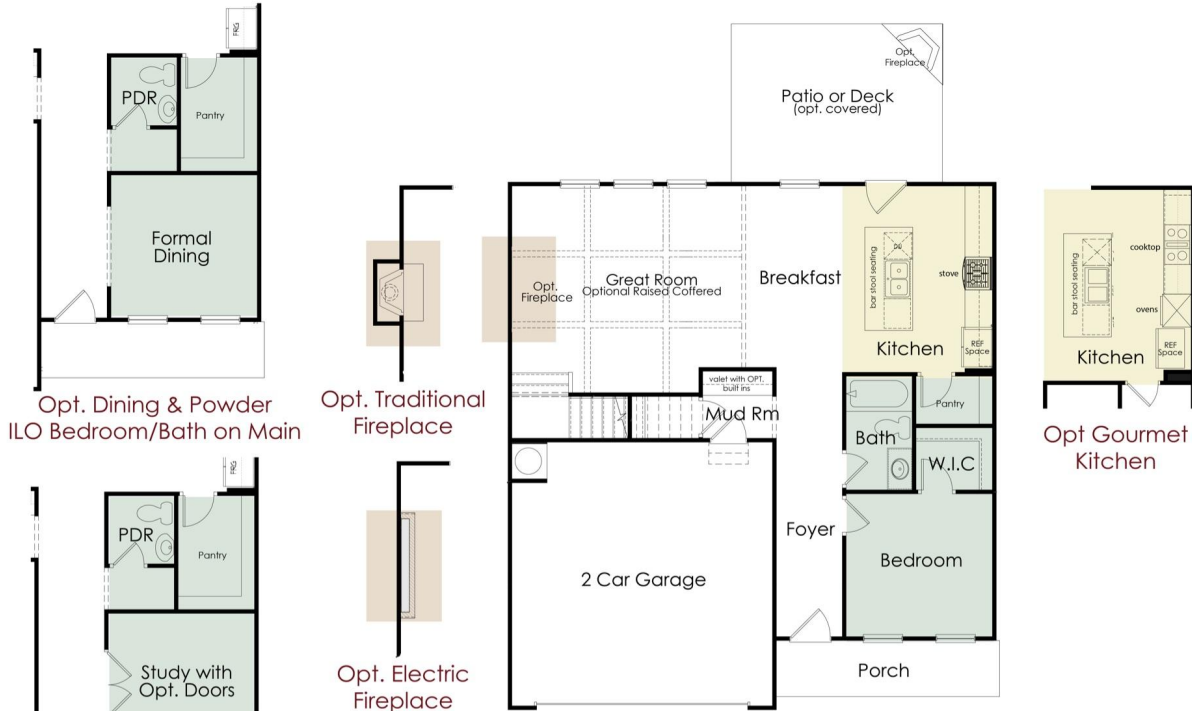 FRG
PDR
Pantry
Formal
Dining
Opt. Dining & Powder
ILO Bedroom/Bath on Main
FRG
PDR
Pantry
Study with
Opt. Doors
Opt. Traditional
Fireplace
Opt. Electric
Fireplace
Opt.
Fireplace
Patio or Deck
(opt. covered)
Opt.
Fireplace
Great Room
Optional Raised Coffered
Breakfast
bar stool seating
stove
Kitchen
REF
Space
valet with OPT.
built ins
Mud Rm
Pantry
Bath
W.I.C
Foyer
Bedroom
2 Car Garage
Porch
bar stool seating
cooktop
ovens
Kitchen
REF
Space
Opt Gourmet
Kitchen